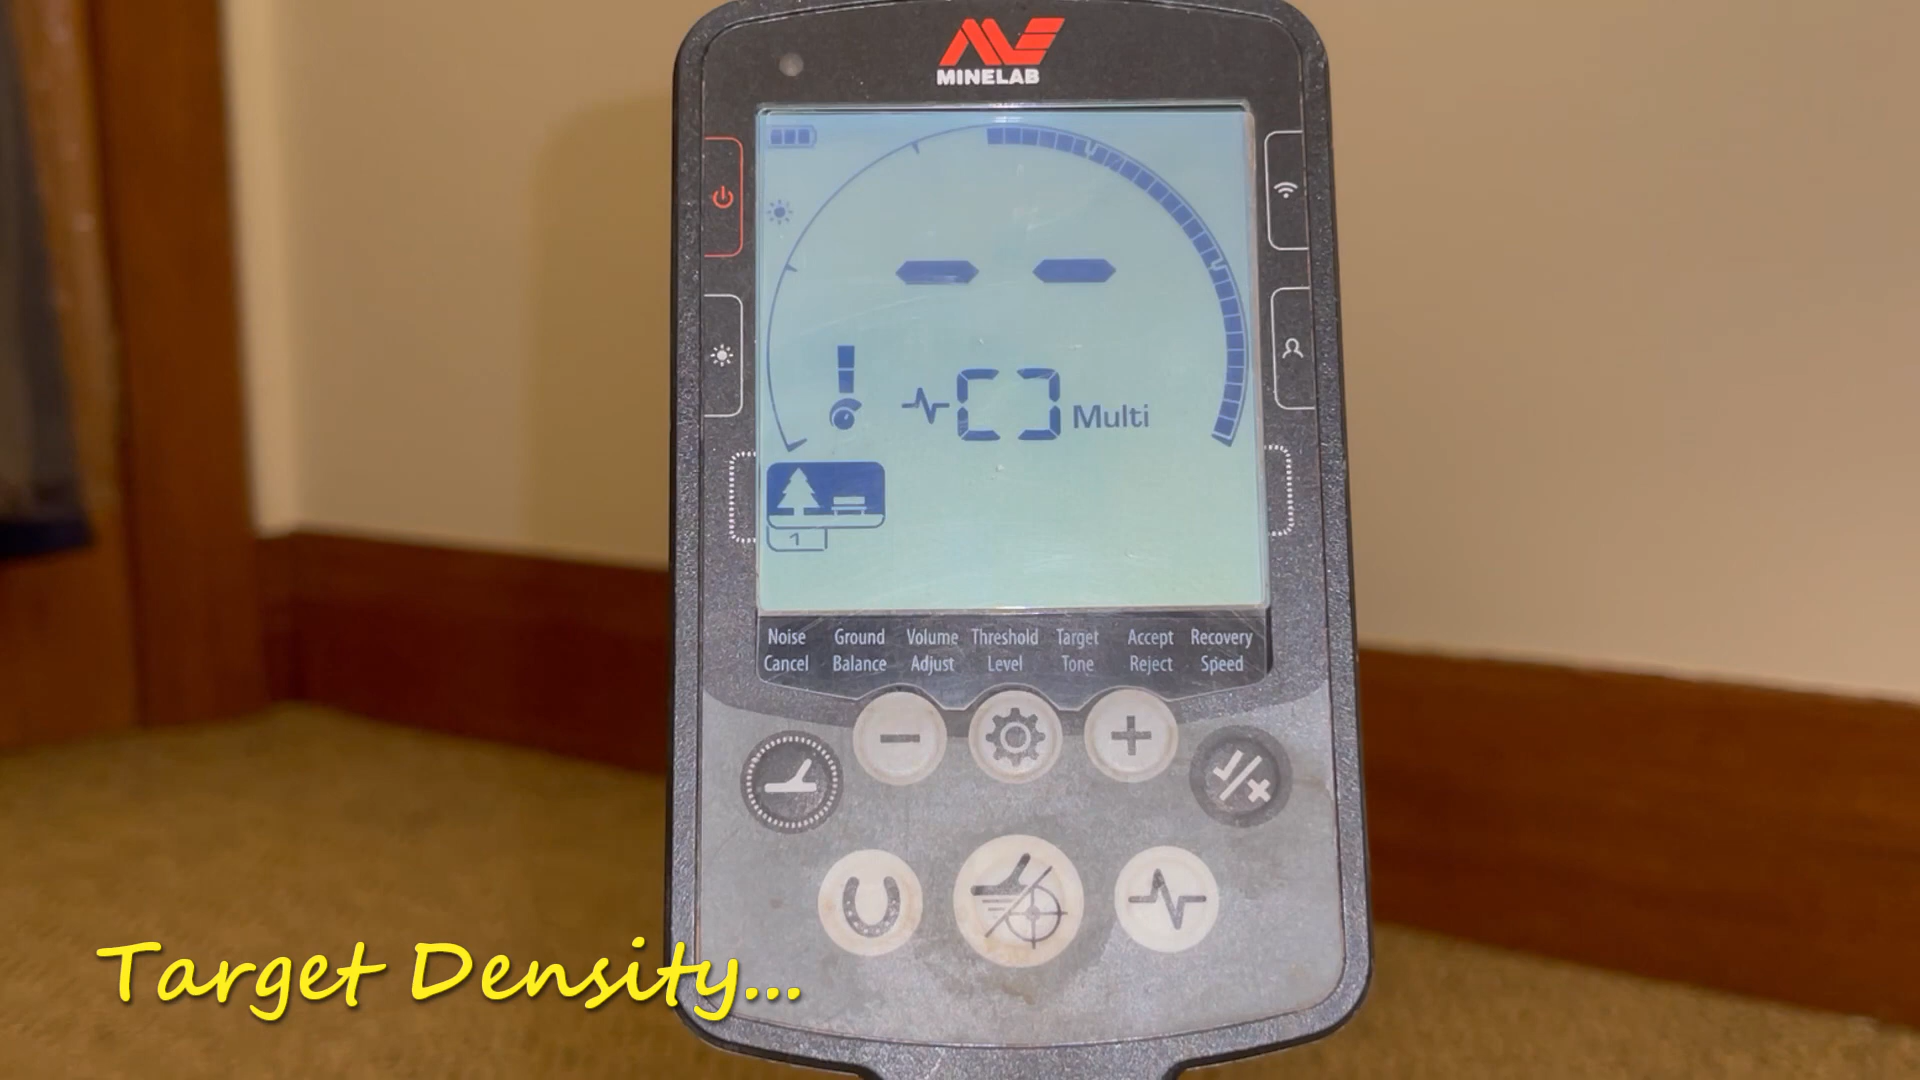 MINELAB
Multi
1
Noise Cancel
Ground Balance
Volume Adjust
Threshold Level
Target Tone
Accept Reject
Recovery Speed
Target Density...